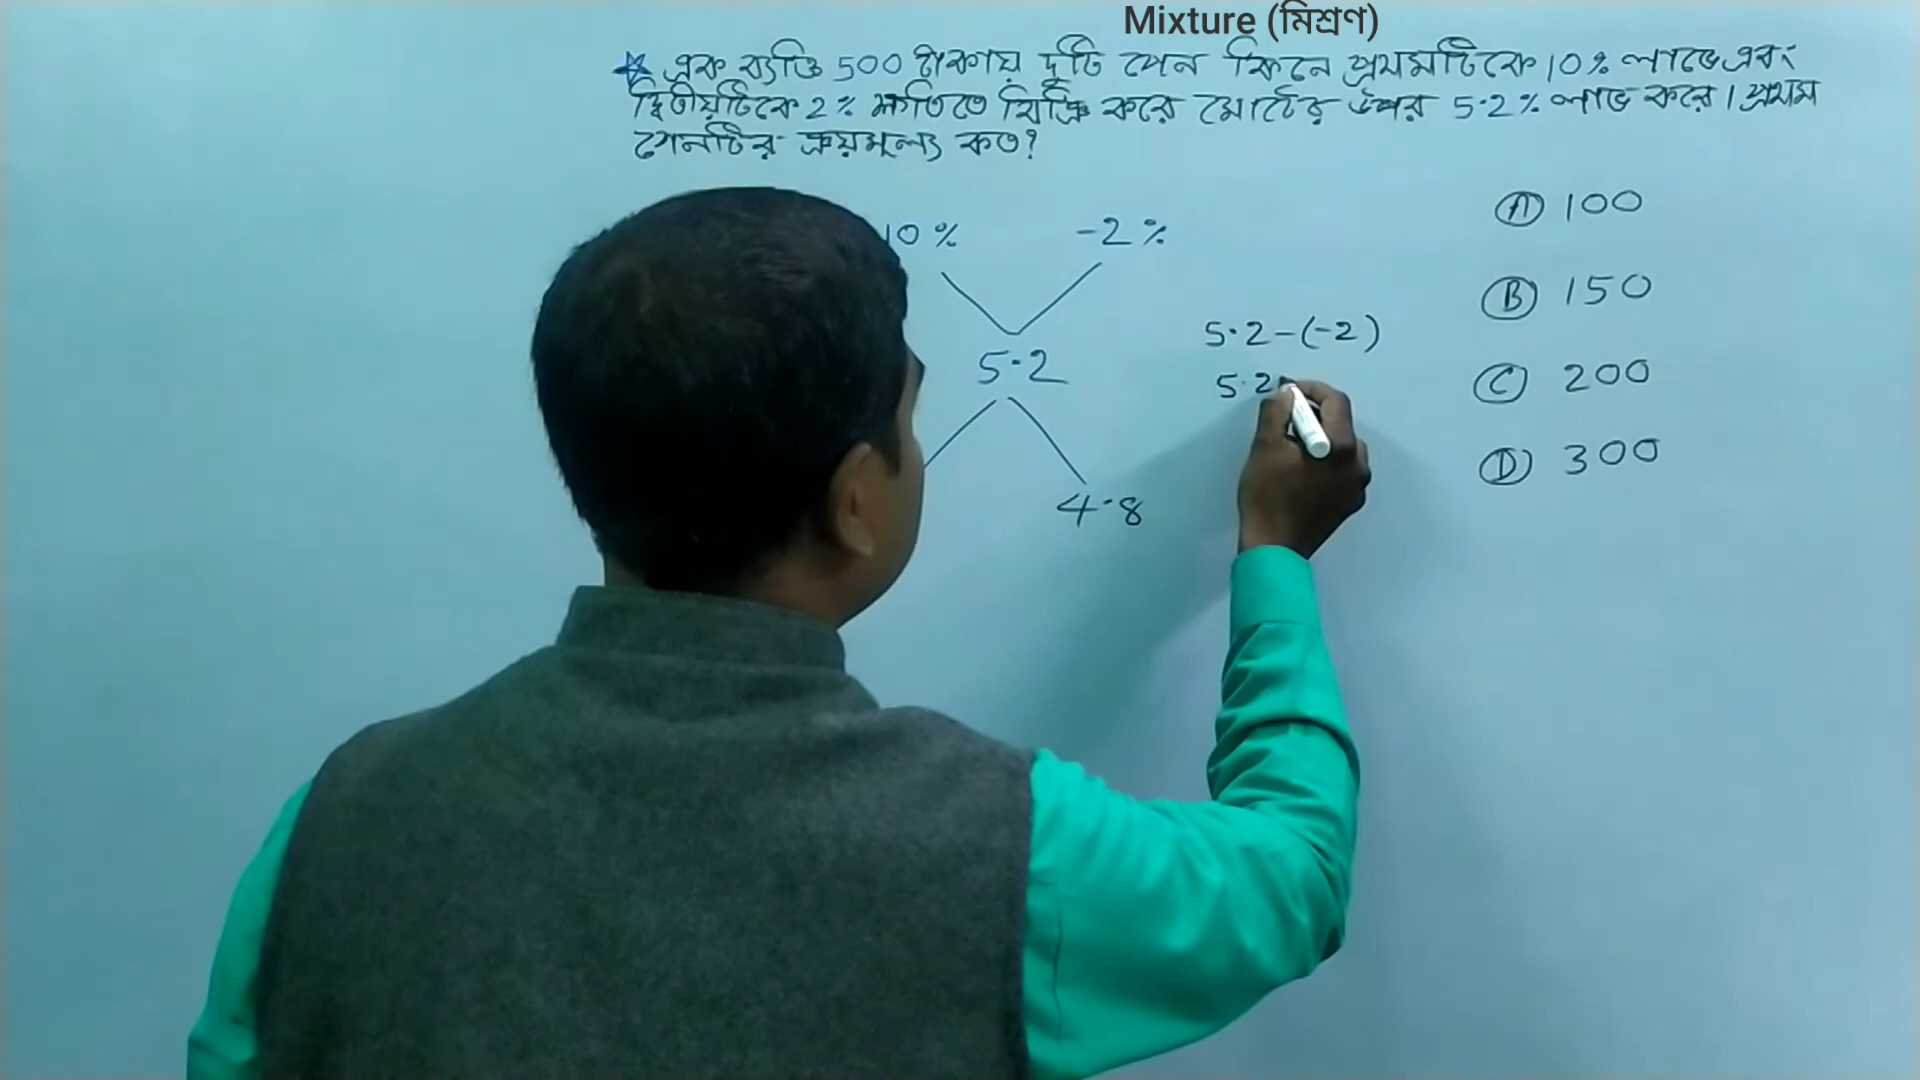 Mixture (মিশ্রণ)
এক ব্যক্তি 500 টাকায় দুটি পেন কিনে প্রথমটিকে 10% লাভে এবং
দ্বিতীয়টিকে 2% ক্ষতিতে বিক্রি করে মোটের উপর 5.2% লাভ করে। প্রথম
পেনটির ক্রয়মূল্য কত?
10%
-2%
5.2
4.8
5.2-(-2)
5.2
A 100
B 150
C 200
D 300